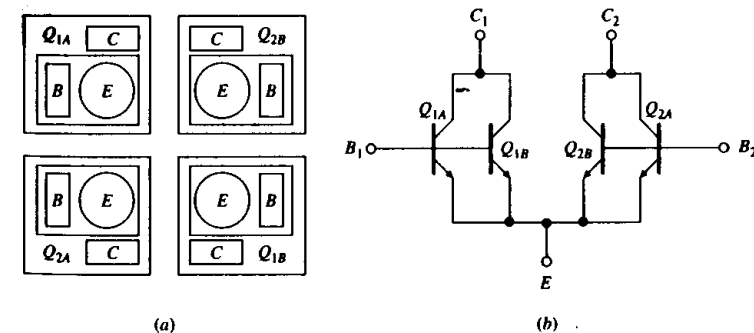 Q1A C C Q2B
B E E B
B E E B
Q2A C C Q1B
(a)
C1 C2
Q1A Q2A
B1 Q1B Q2B B2
E
(b)